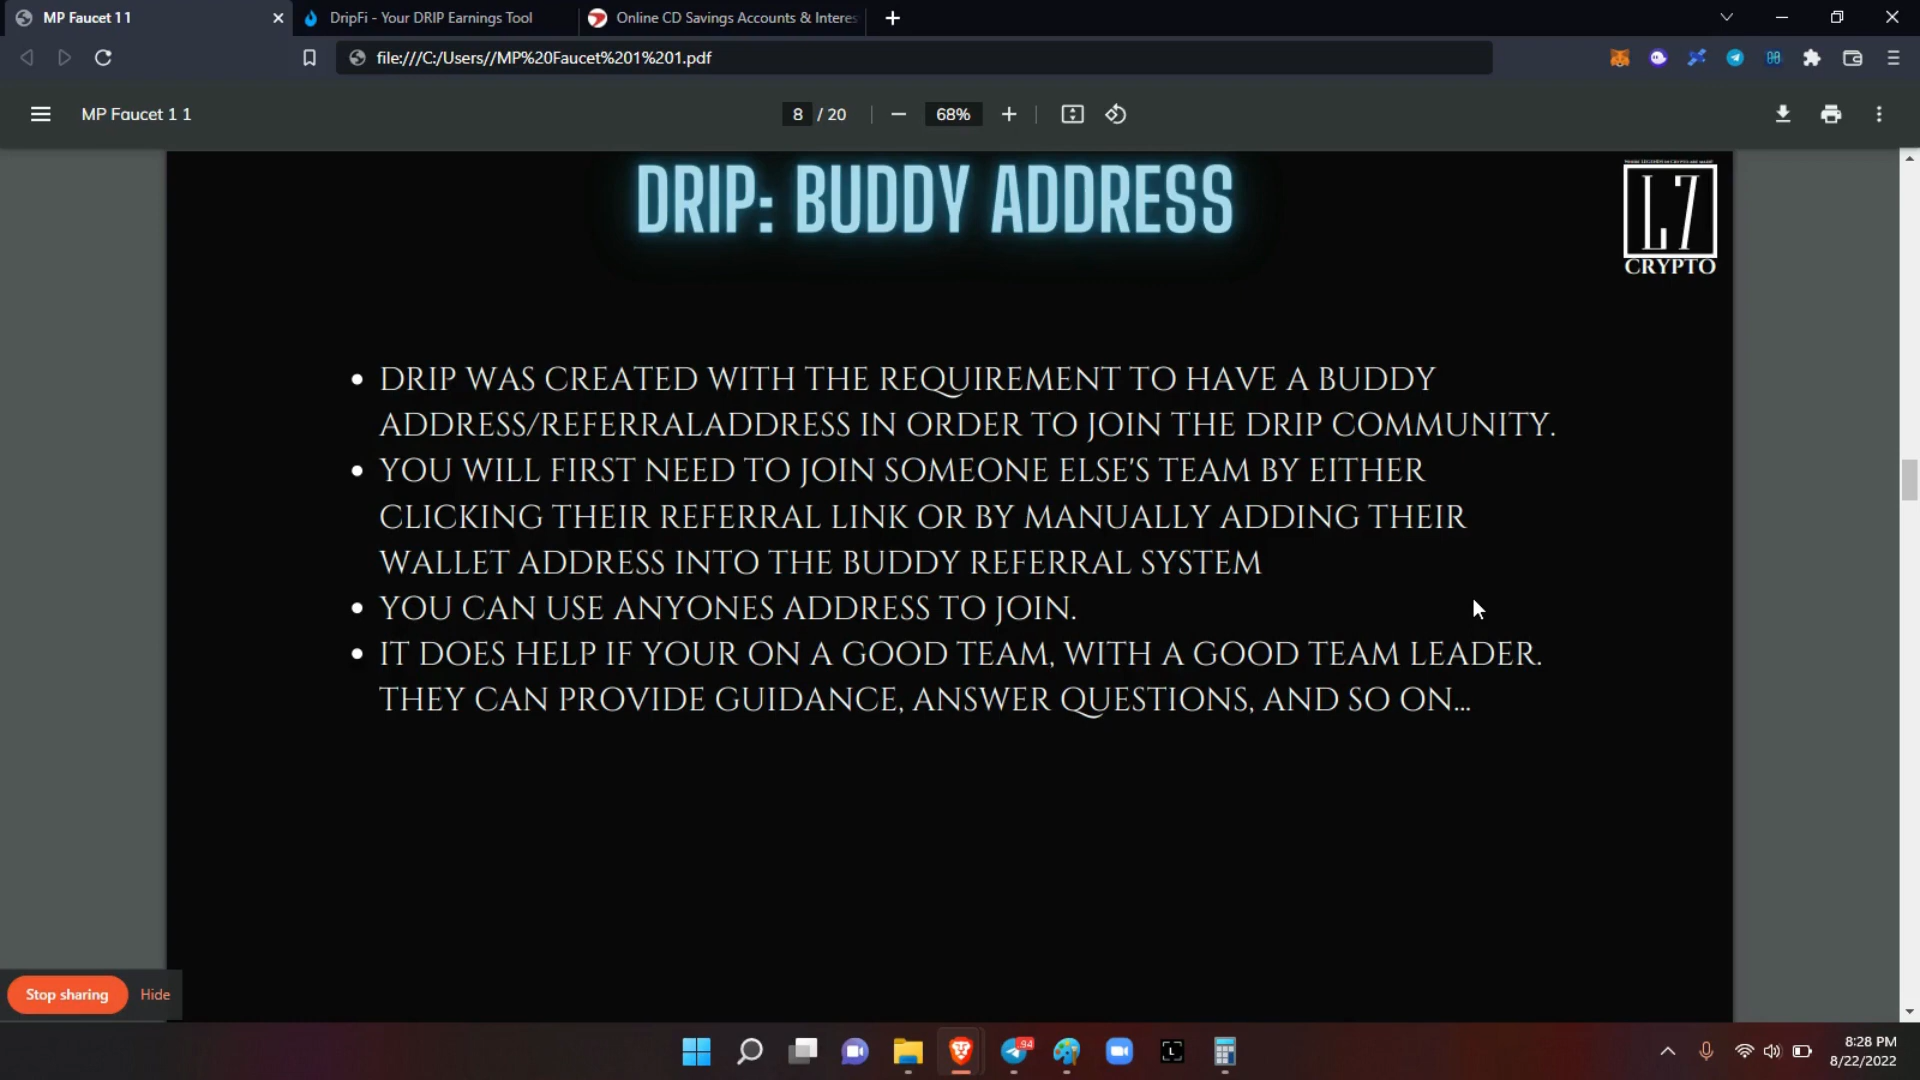 MP Faucet 1 1
DripFi - Your DRIP Earnings Tool
Online CD Savings Accounts & Interes
file:///C:/Users//MP%20Faucet%201%201.pdf
MP Faucet 1 1
8 / 20
68%
DRIP: BUDDY ADDRESS
L7
CRYPTO
• DRIP WAS CREATED WITH THE REQUIREMENT TO HAVE A BUDDY
ADDRESS/REFERRALADDRESS IN ORDER TO JOIN THE DRIP COMMUNITY.
• YOU WILL FIRST NEED TO JOIN SOMEONE ELSE'S TEAM BY EITHER
CLICKING THEIR REFERRAL LINK OR BY MANUALLY ADDING THEIR
WALLET ADDRESS INTO THE BUDDY REFERRAL SYSTEM
• YOU CAN USE ANYONES ADDRESS TO JOIN.
• IT DOES HELP IF YOUR ON A GOOD TEAM, WITH A GOOD TEAM LEADER.
THEY CAN PROVIDE GUIDANCE, ANSWER QUESTIONS, AND SO ON...
Stop sharing
Hide
94
L
8:28 PM
8/22/2022